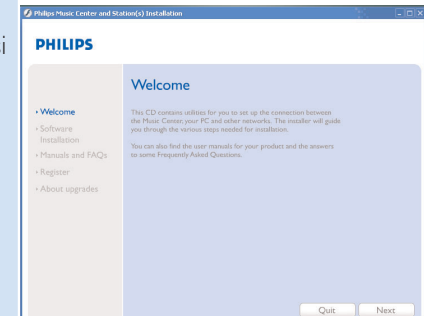 Philips Music Center and Station(s) Installation
PHILIPS
Welcome
Welcome
Software
Installation
Manuals and FAQs
Register
About upgrades
This CD contains utilities for you to set up the connection between
the Music Center, your PC and other networks. The installer will guide
you through the various steps needed for installation.
You can also find the user manuals for your product and the answers
to some Frequently Asked Questions.
Quit
Next